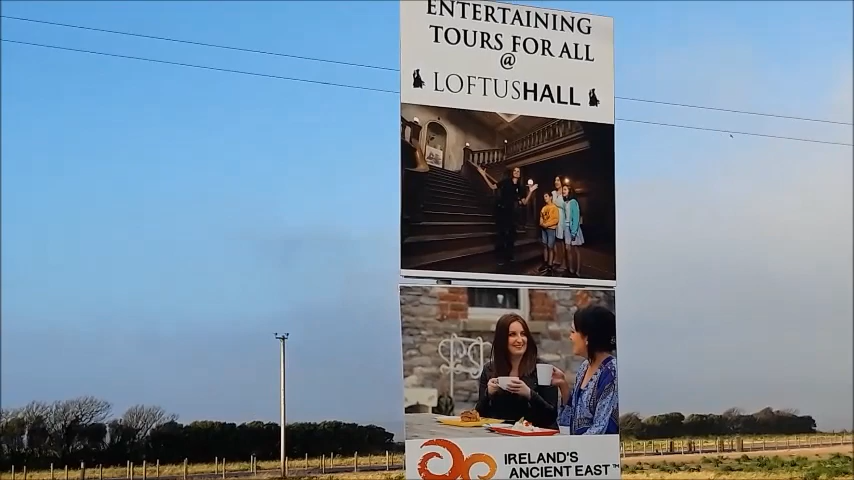 ENTERTAINING
TOURS FOR ALL
@
LOFTUSHALL
IRELAND'S
ANCIENT EAST™